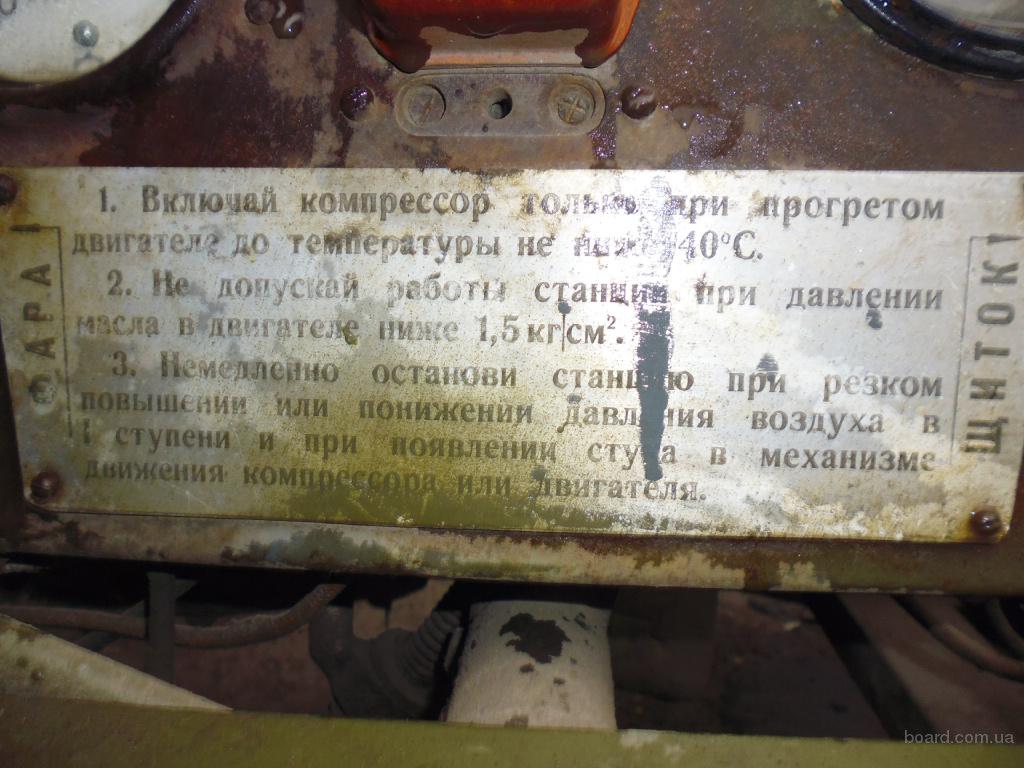 ФАРА
1. Включай компрессор только при прогретом
двигателе до температуры не ниже 40°С.
2. Не допускай работы станции при давлении
масла в двигателе ниже 1,5 кг/см².
3. Немедленно останови станцию при резком
повышении или понижении давления воздуха в
I ступени и при появлении стука в механизме
движения компрессора или двигателя.
ЩИТОК
board.com.ua